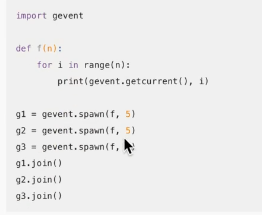 import gevent
def f(n):
    for i in range(n):
        print(gevent.getcurrent(), i)
g1 = gevent.spawn(f, 5)
g2 = gevent.spawn(f, 5)
g3 = gevent.spawn(f, )
g1.join()
g2.join()
g3.join()